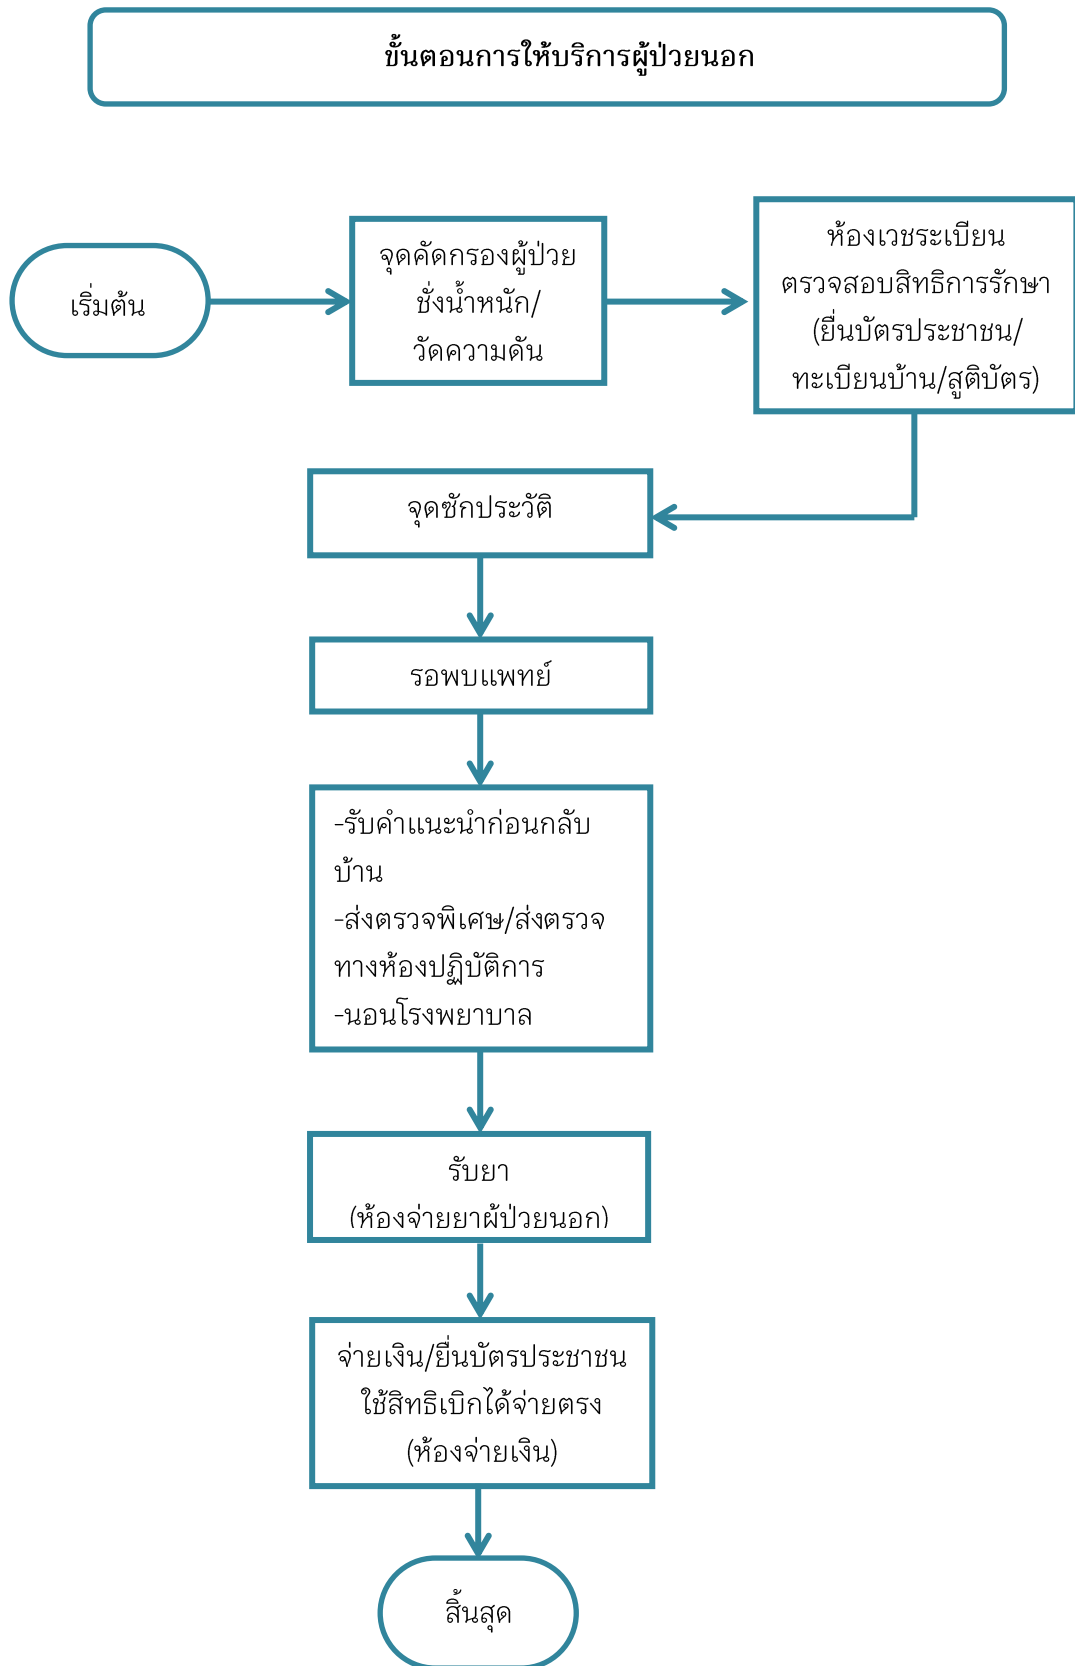 ขั้นตอนการให้บริการผู้ป่วยนอก
เริ่มต้น
จุดคัดกรองผู้ป่วย
ชั่งน้ำหนัก/
วัดความดัน
ห้องเวชระเบียน
ตรวจสอบสิทธิการรักษา
(ยื่นบัตรประชาชน/
ทะเบียนบ้าน/สูติบัตร)
จุดซักประวัติ
รอพบแพทย์
-รับคำแนะนำก่อนกลับ
บ้าน
-ส่งตรวจพิเศษ/ส่งตรวจ
ทางห้องปฏิบัติการ
-นอนโรงพยาบาล
รับยา
(ห้องจ่ายยาผู้ป่วยนอก)
จ่ายเงิน/ยื่นบัตรประชาชน
ใช้สิทธิเบิกได้จ่ายตรง
(ห้องจ่ายเงิน)
สิ้นสุด